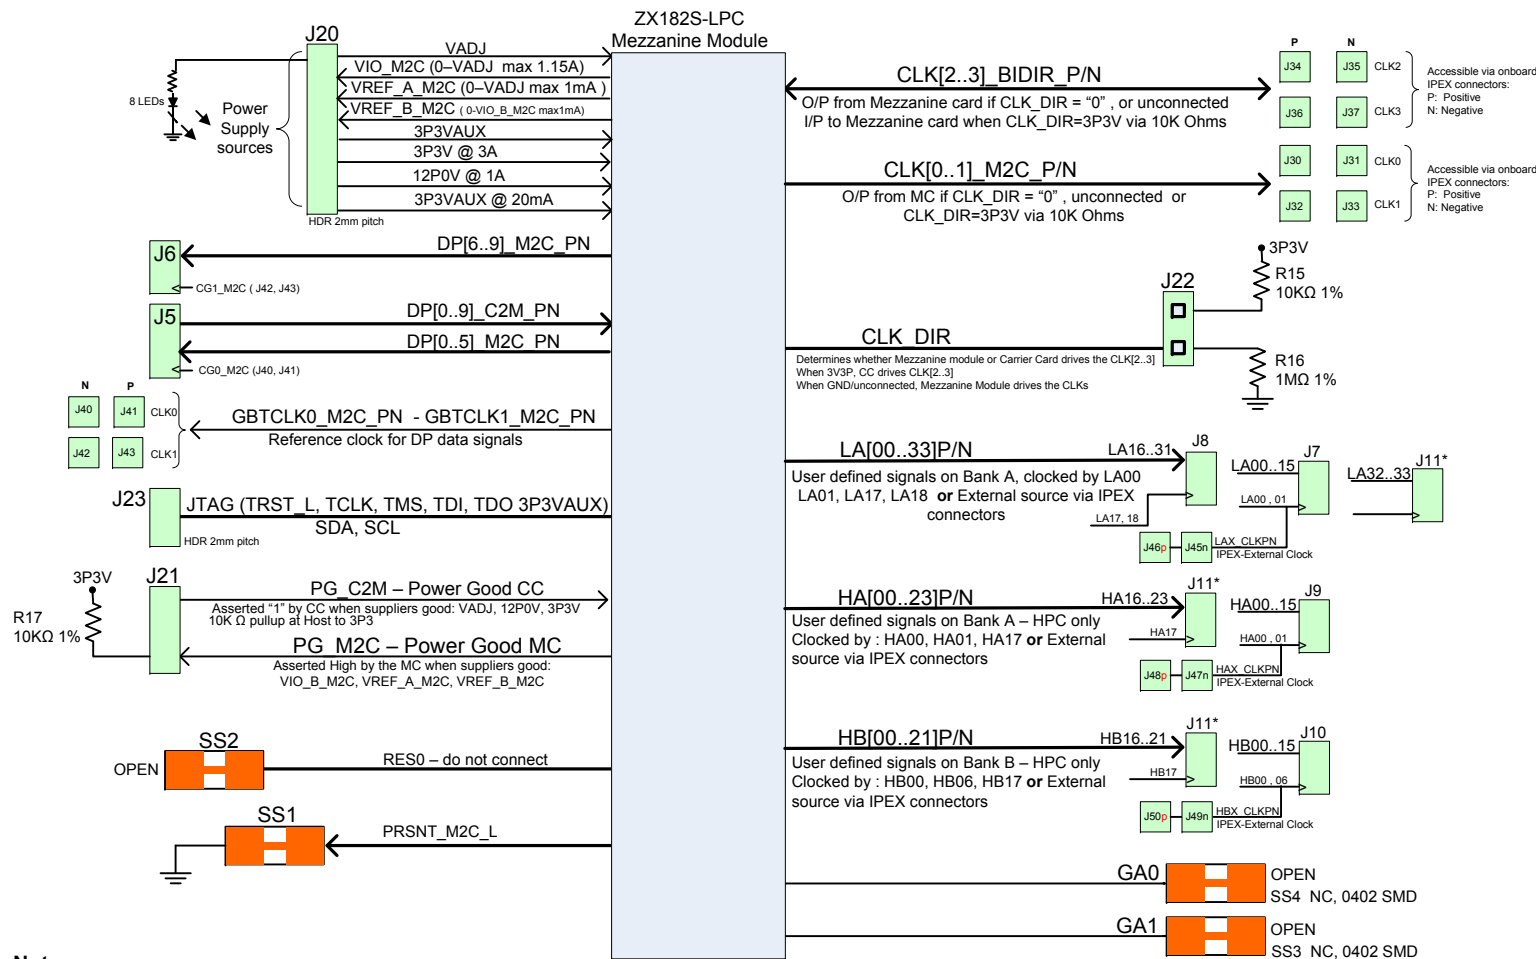 ZX182S-LPC
Mezzanine Module
J20
VADJ
VIO_M2C (0–VADJ max 1.15A)
VREF_A_M2C (0–VADJ max 1mA )
VREF_B_M2C ( 0-VIO_B_M2C max1mA)
3P3VAUX
3P3V @ 3A
12P0V @ 1A
3P3VAUX @ 20mA
HDR 2mm pitch
8 LEDs
Power
Supply
sources
J6
DP[6..9]_M2C_PN
CG1_M2C ( J42, J43)
J5
DP[0..9]_C2M_PN
DP[0..5]_M2C_PN
CG0_M2C (J40, J41)
N P
J40 J41 CLK0
J42 J43 CLK1
GBTCLK0_M2C_PN - GBTCLK1_M2C_PN
Reference clock for DP data signals
J23
JTAG (TRST_L, TCLK, TMS, TDI, TDO 3P3VAUX)
SDA, SCL
HDR 2mm pitch
3P3V
J21
R17
10KΩ 1%
PG_C2M – Power Good CC
Asserted “1” by CC when suppliers good: VADJ, 12P0V, 3P3V
10K Ω pullup at Host to 3P3
PG_M2C – Power Good MC
Asserted High by the MC when suppliers good:
VIO_B_M2C, VREF_A_M2C, VREF_B_M2C
SS2
OPEN
RES0 – do not connect
SS1
PRSNT_M2C_L
P N
J34 J35 CLK2
J36 J37 CLK3
Accessible via onboard
IPEX connectors:
P: Positive
N: Negative
CLK[2..3]_BIDIR_P/N
O/P from Mezzanine card if CLK_DIR = “0” , or unconnected
I/P to Mezzanine card when CLK_DIR=3P3V via 10K Ohms
J30 J31 CLK0
J32 J33 CLK1
Accessible via onboard
IPEX connectors:
P: Positive
N: Negative
CLK[0..1]_M2C_P/N
O/P from MC if CLK_DIR = “0” , unconnected or
CLK_DIR=3P3V via 10K Ohms
3P3V
J22
R15
10KΩ 1%
CLK_DIR
Determines whether Mezzanine module or Carrier Card drives the CLK[2..3]
When 3V3P, CC drives CLK[2..3]
When GND/unconnected, Mezzanine Module drives the CLKs
R16
1MΩ 1%
LA[00..33]P/N
User defined signals on Bank A, clocked by LA00
LA01, LA17, LA18 or External source via IPEX
connectors
LA16..31
J8
LA17, 18
LA00..15
J7
LA00 , 01
LA32..33
J11*
J46p J45n LAX_CLKPN
IPEX-External Clock
HA[00..23]P/N
User defined signals on Bank A – HPC only
Clocked by : HA00, HA01, HA17 or External
source via IPEX connectors
HA16..23
J11*
HA17
HA00..15
J9
HA00 , 01
J48p J47n HAX_CLKPN
IPEX-External Clock
HB[00..21]P/N
User defined signals on Bank B – HPC only
Clocked by : HB00, HB06, HB17 or External
source via IPEX connectors
HB16..21
J11*
HB17
HB00..15
J10
HB00 , 06
J50p J49n HBX_CLKPN
IPEX-External Clock
GA0
OPEN
SS4 NC, 0402 SMD
GA1
OPEN
SS3 NC, 0402 SMD